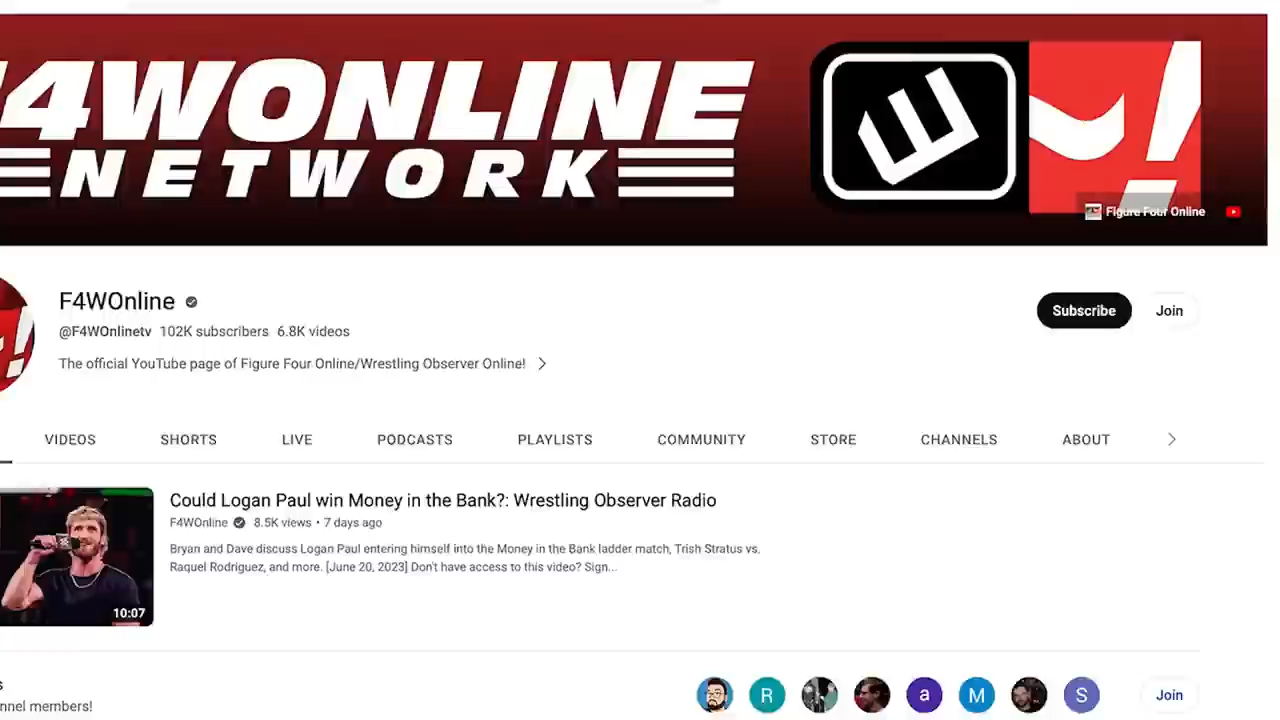 F4WONLINE
NETWORK
Figure Four Online
F4WOnline
@F4WOnlinetv 102K subscribers 6.8K videos
The official YouTube page of Figure Four Online/Wrestling Observer Online!
Subscribe
Join
VIDEOS SHORTS LIVE PODCASTS PLAYLISTS COMMUNITY STORE CHANNELS ABOUT
Could Logan Paul win Money in the Bank?: Wrestling Observer Radio
F4WOnline 8.5K views • 7 days ago
Bryan and Dave discuss Logan Paul entering himself into the Money in the Bank ladder match, Trish Stratus vs.
Raquel Rodriguez, and more. [June 20, 2023] Don't have access to this video? Sign...
10:07
s
nnel members!
R
a
M
S
Join